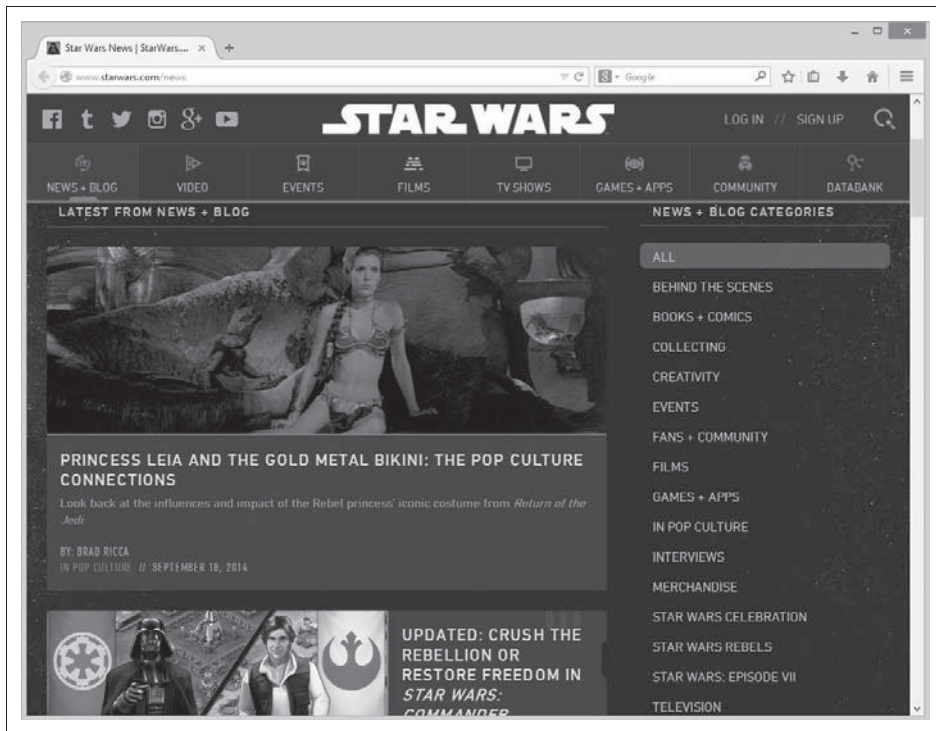 Star Wars News | StarWars....
www.starwars.com/news
Google
STAR WARS
LOG IN // SIGN UP
NEWS + BLOG
VIDEO
EVENTS
FILMS
TV SHOWS
GAMES + APPS
COMMUNITY
DATABANK
LATEST FROM NEWS + BLOG
PRINCESS LEIA AND THE GOLD METAL BIKINI: THE POP CULTURE
CONNECTIONS
Look back at the influences and impact of the Rebel princess' iconic costume from Return of the
Jedi.
BY: BRAD RICCA
IN POP CULTURE // SEPTEMBER 18, 2014
UPDATED: CRUSH THE
REBELLION OR
RESTORE FREEDOM IN
STAR WARS:
COMMANDER
NEWS + BLOG CATEGORIES
ALL
BEHIND THE SCENES
BOOKS + COMICS
COLLECTING
CREATIVITY
EVENTS
FANS + COMMUNITY
FILMS
GAMES + APPS
IN POP CULTURE
INTERVIEWS
MERCHANDISE
STAR WARS CELEBRATION
STAR WARS REBELS
STAR WARS: EPISODE VII
TELEVISION